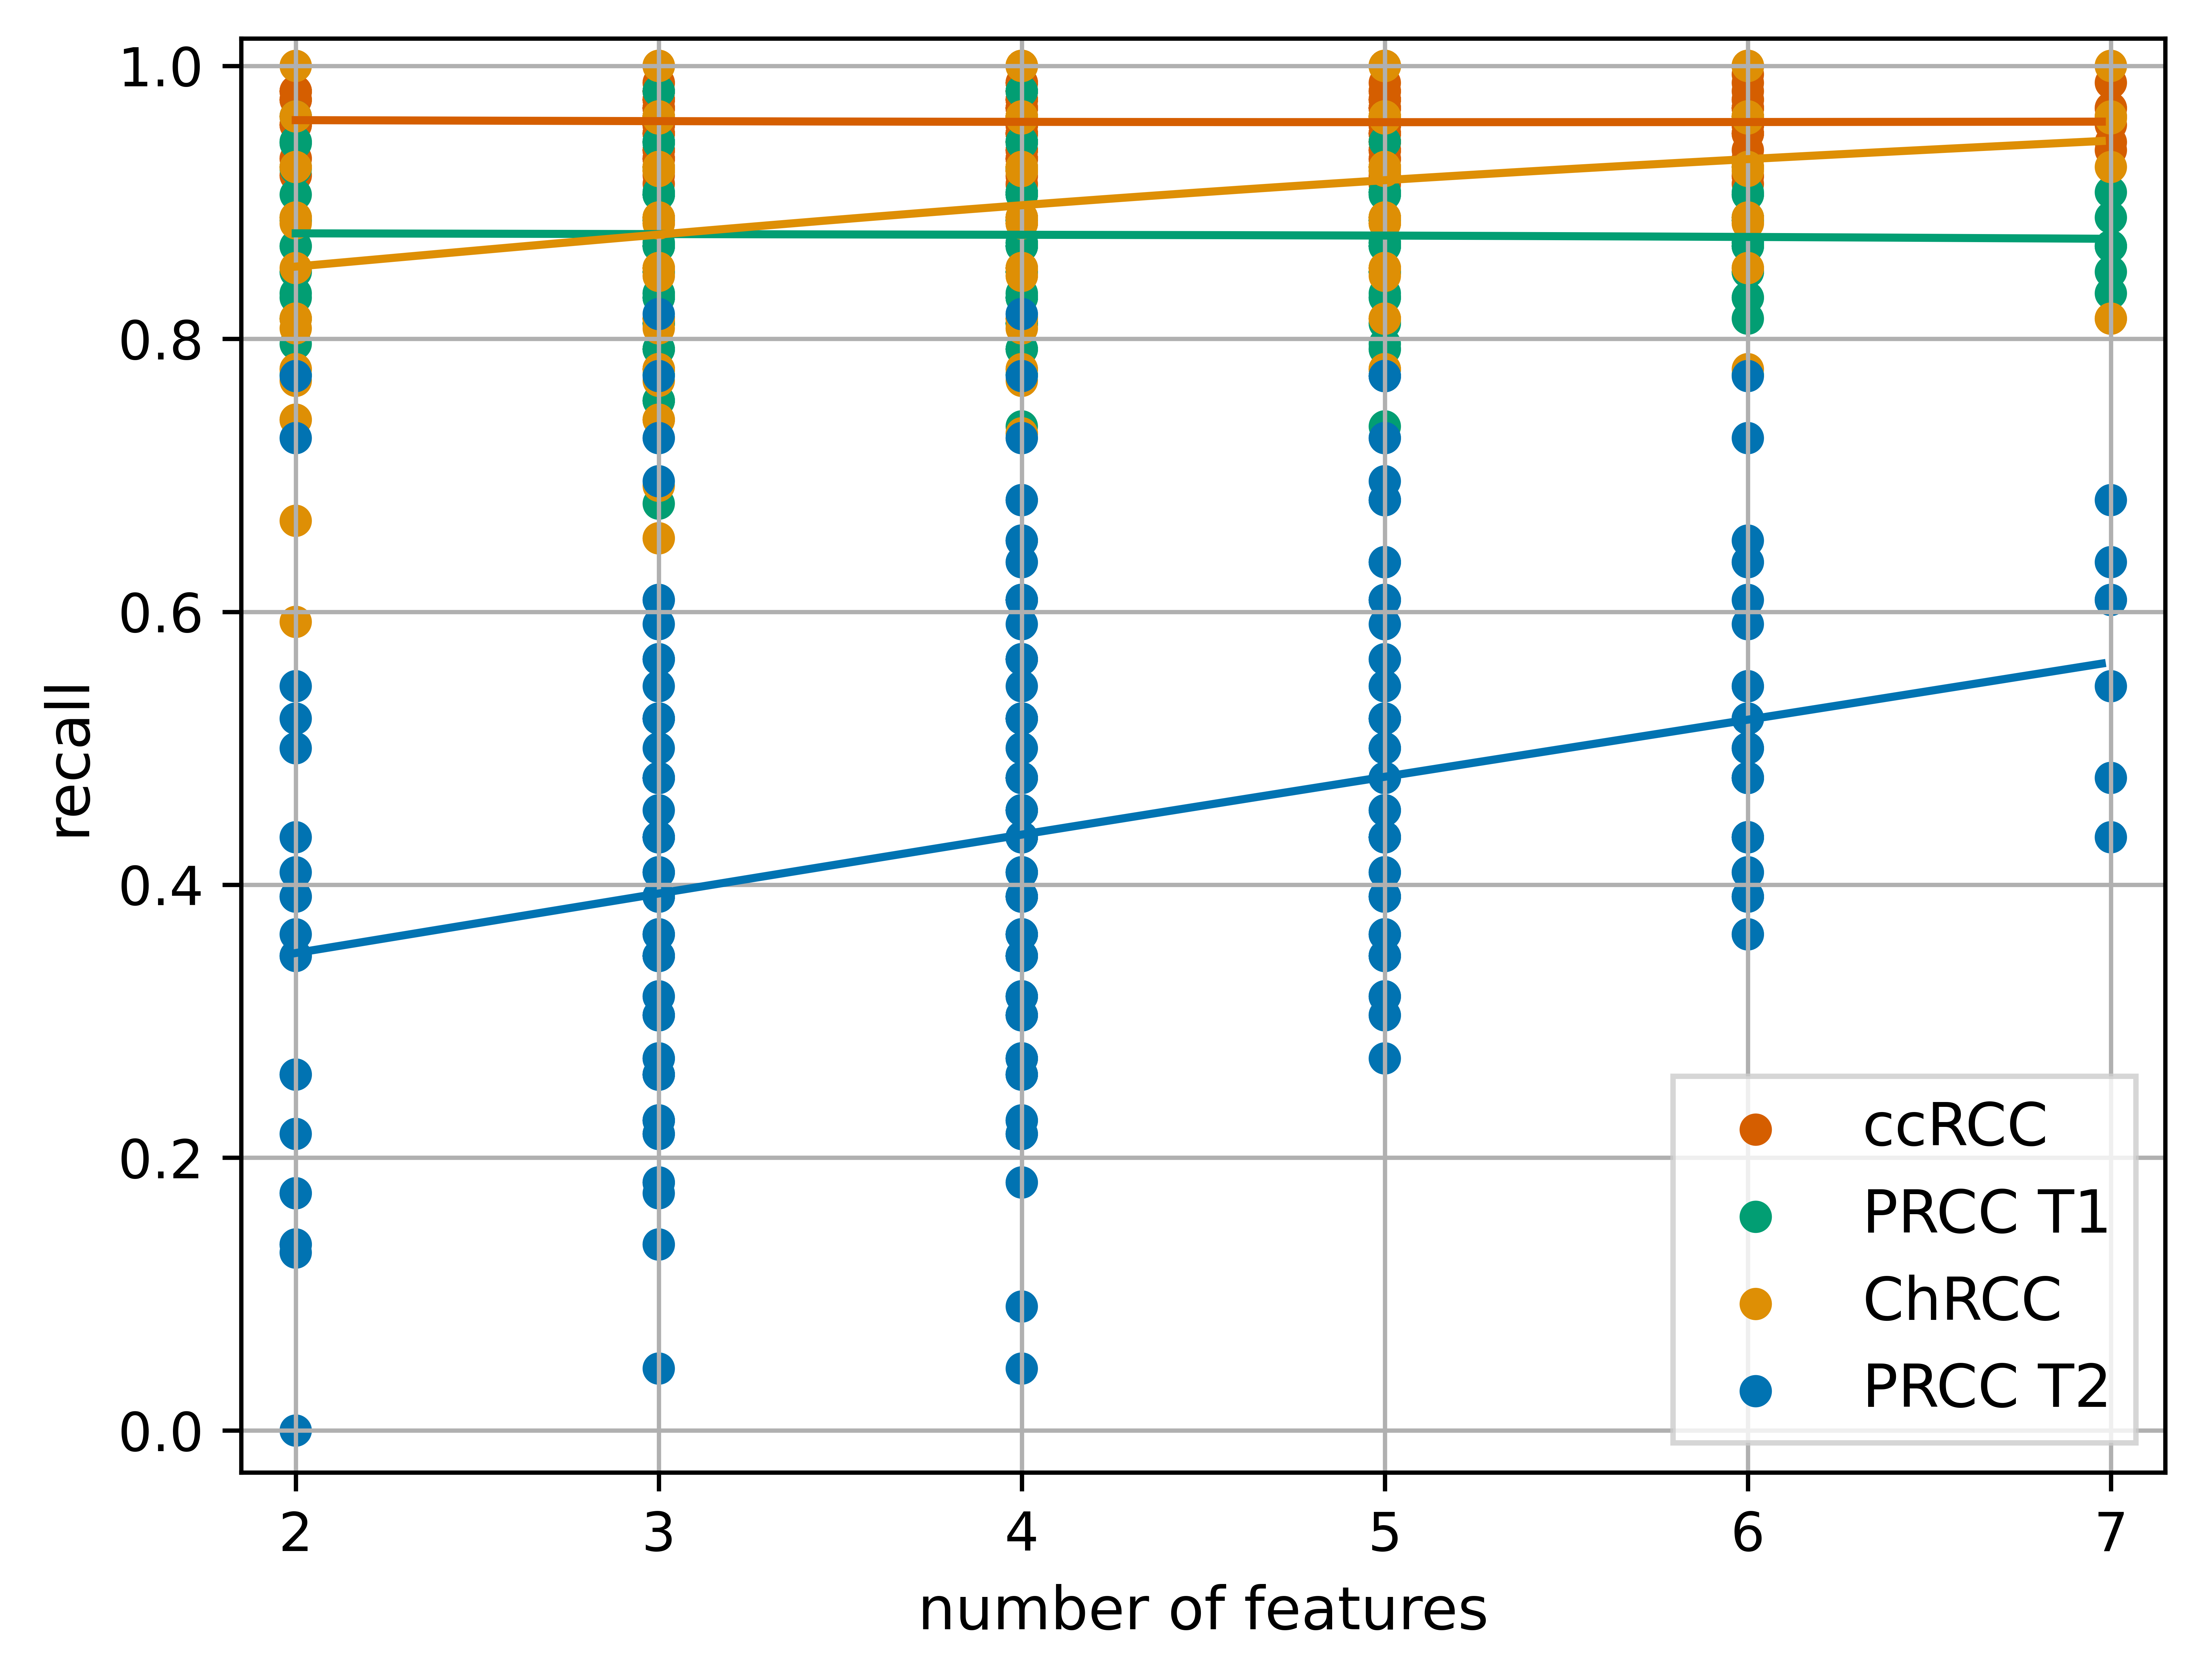 1.0
0.8
0.6
0.4
0.2
0.0
recall
2 3 4 5 6 7
number of features
ccRCC
PRCC T1
ChRCC
PRCC T2